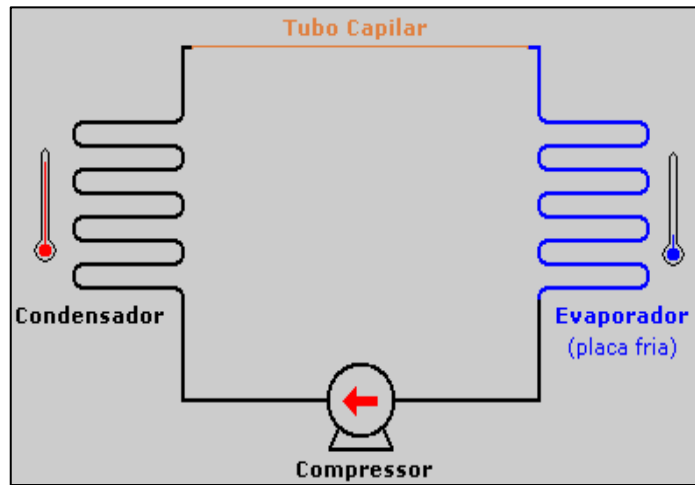 Tubo Capilar
Condensador
Evaporador
(placa fria)
Compressor